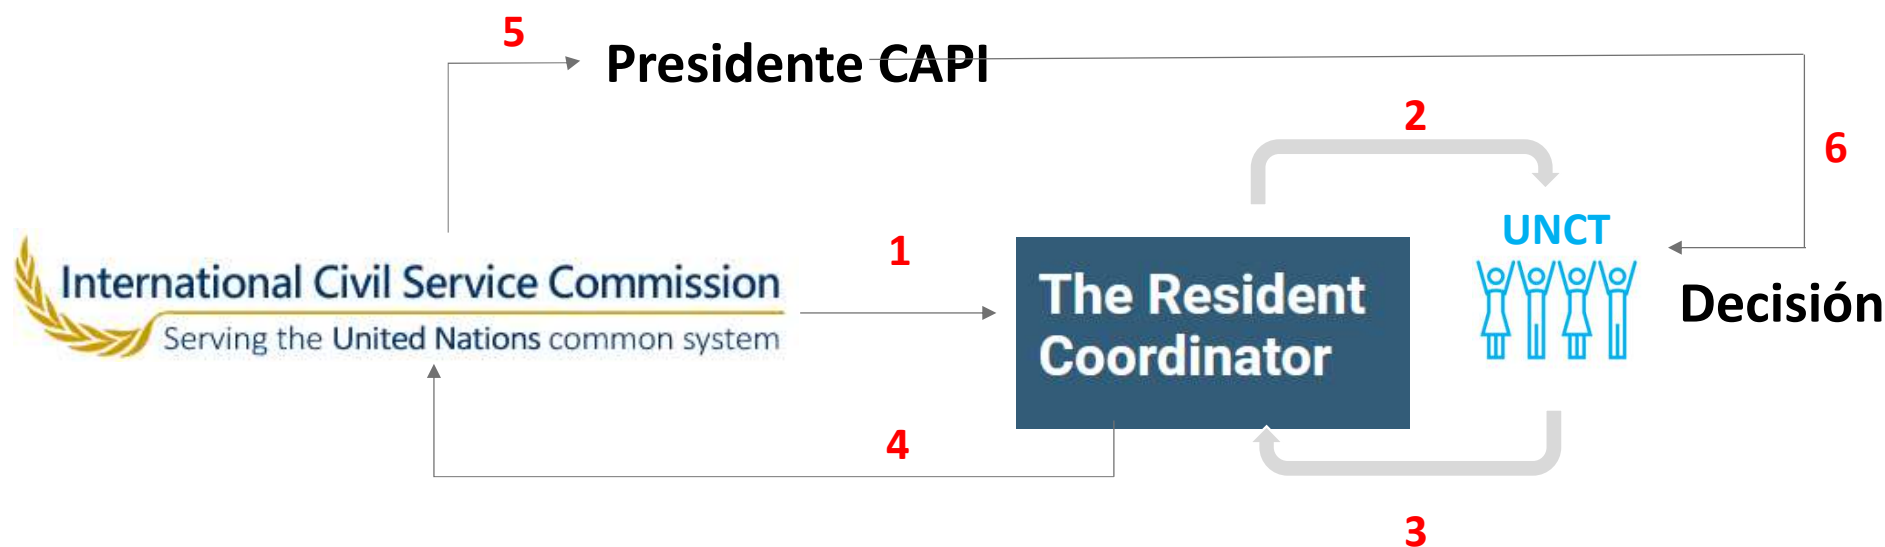 5
Presidente CAPI
2
6
UNCT
1
International Civil Service Commission
Serving the United Nations common system
The Resident
Coordinator
Decisión
4
3